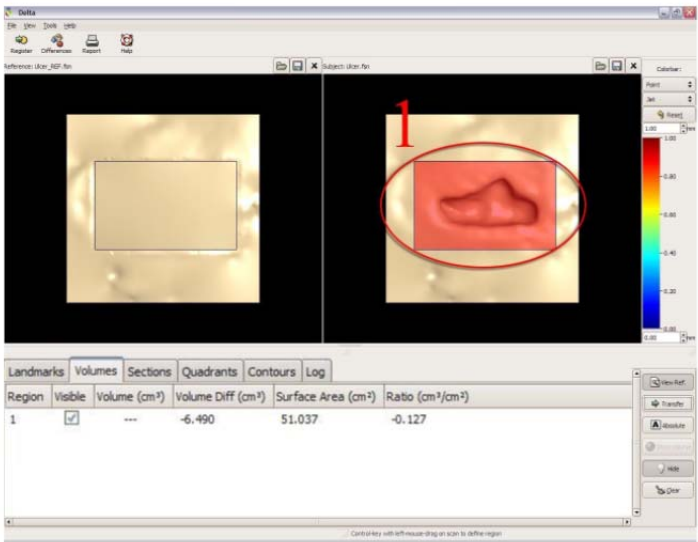 Delta
File View Tools Help
Register Differences Report Help
Reference: Ulcer_REF.fsn
Subject: Ulcer.fsn
Colorbar:
Point
Jet
Reset
1.00 mm
1.00
0.80
0.60
0.40
0.20
0.00
0.00 mm
1
Landmarks Volumes Sections Quadrants Contours Log
Region Visible Volume (cm³) Volume Diff (cm³) Surface Area (cm²) Ratio (cm³/cm²)
1 --- -6.490 51.037 -0.127
View Ref.
Transfer
Absolute
Hide
Clear
Control-key with left-mouse-drag on scan to define region